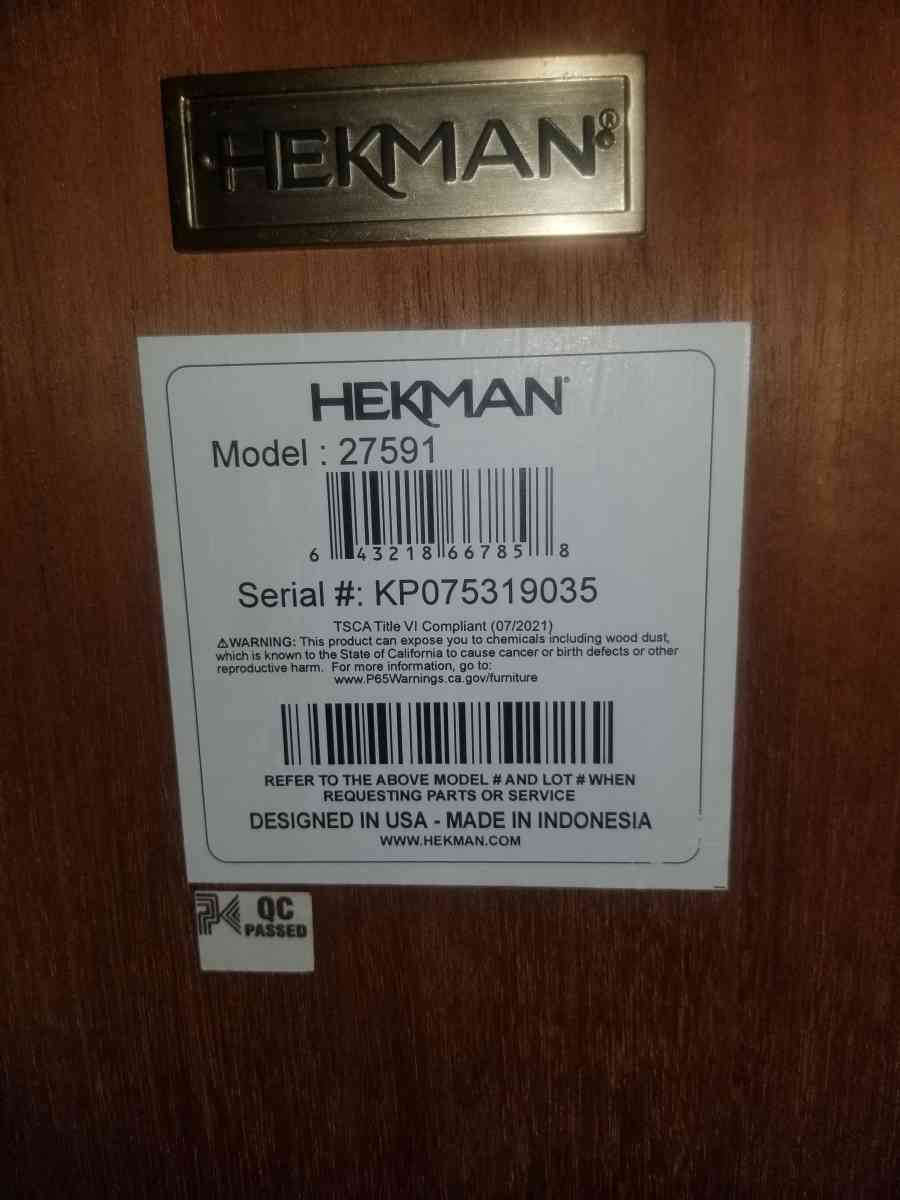 HEKMAN®
HEKMAN®
Model : 27591
6 43218 66785 8
Serial #: KP075319035
TSCA Title VI Compliant (07/2021)
⚠WARNING: This product can expose you to chemicals including wood dust,
which is known to the State of California to cause cancer or birth defects or other
reproductive harm. For more information, go to:
www.P65Warnings.ca.gov/furniture
REFER TO THE ABOVE MODEL # AND LOT # WHEN
REQUESTING PARTS OR SERVICE
DESIGNED IN USA - MADE IN INDONESIA
WWW.HEKMAN.COM
PK QC
PASSED